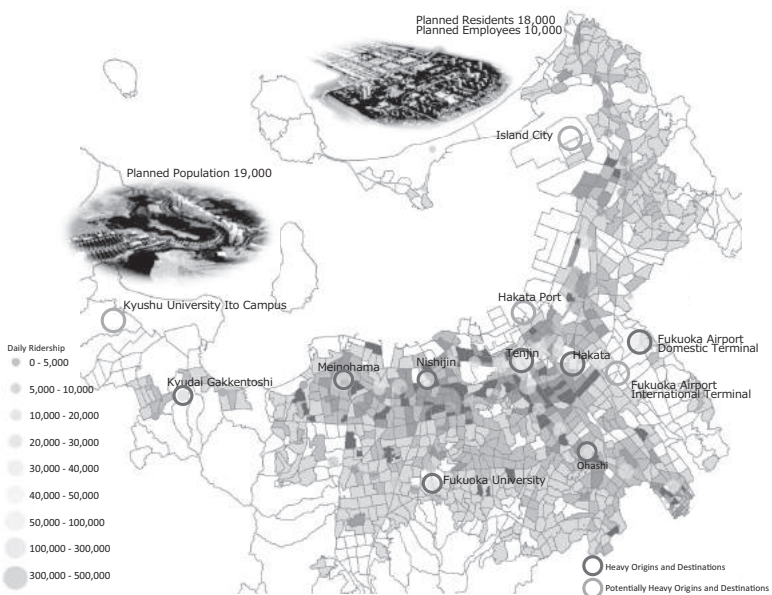 Planned Residents 18,000
Planned Employees 10,000
Island City
Planned Population 19,000
Kyushu University Ito Campus
Hakata Port
Fukuoka Airport
Domestic Terminal
Daily Ridership
0 - 5,000
5,000 - 10,000
10,000 - 20,000
20,000 - 30,000
30,000 - 40,000
40,000 - 50,000
50,000 - 100,000
100,000 - 300,000
300,000 - 500,000
Kyudai Gakkentoshi
Meinohama
Nishijin
Tenjin
Hakata
Fukuoka Airport
International Terminal
Ohashi
Fukuoka University
Heavy Origins and Destinations
Potentially Heavy Origins and Destinations